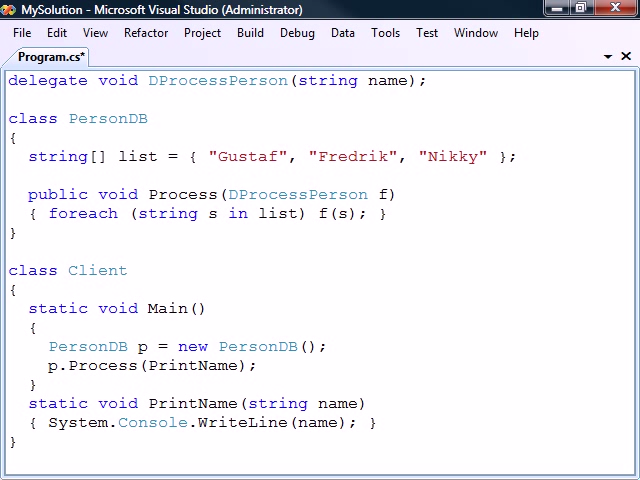 MySolution - Microsoft Visual Studio (Administrator)
File Edit View Refactor Project Build Debug Data Tools Test Window Help
Program.cs*
delegate void DProcessPerson(string name);
class PersonDB
{
string[] list = { "Gustaf", "Fredrik", "Nikky" };
public void Process(DProcessPerson f)
{ foreach (string s in list) f(s); }
}
class Client
{
static void Main()
{
PersonDB p = new PersonDB();
p.Process(PrintName);
}
static void PrintName(string name)
{ System.Console.WriteLine(name); }
}